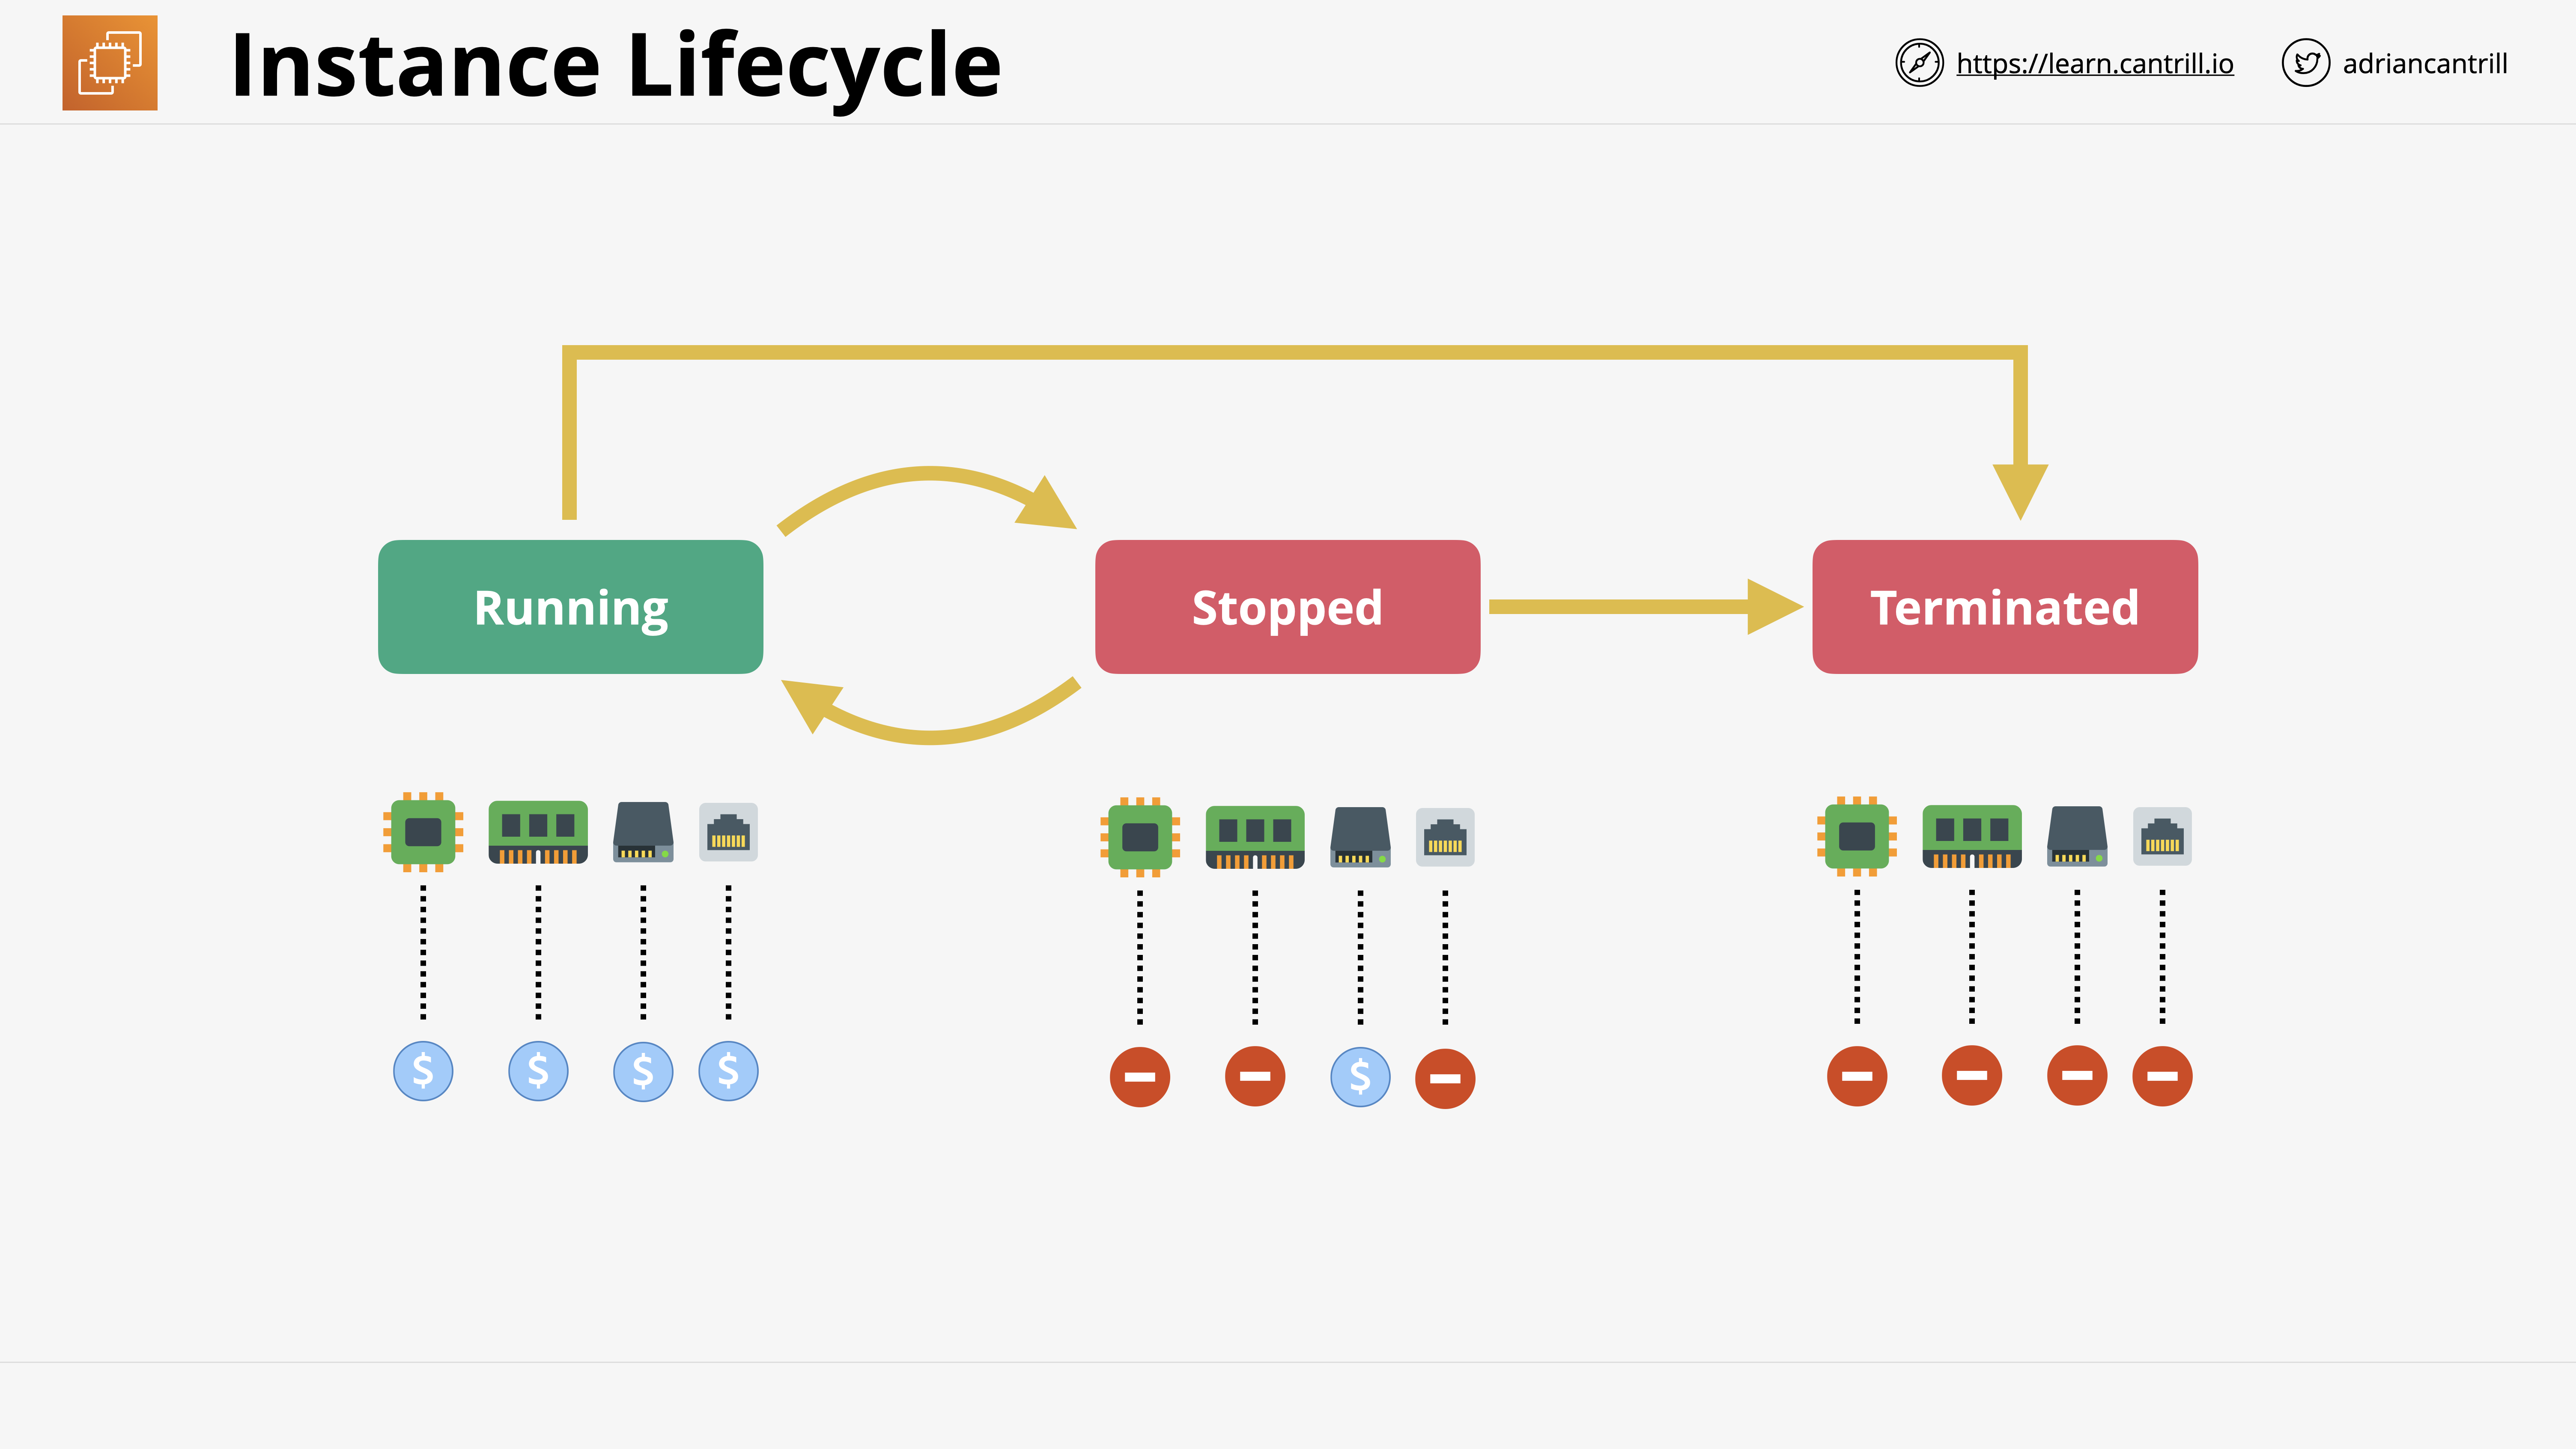 Instance Lifecycle
https://learn.cantrill.io
adriancantrill
Running
Stopped
Terminated
$ $ $ $
$